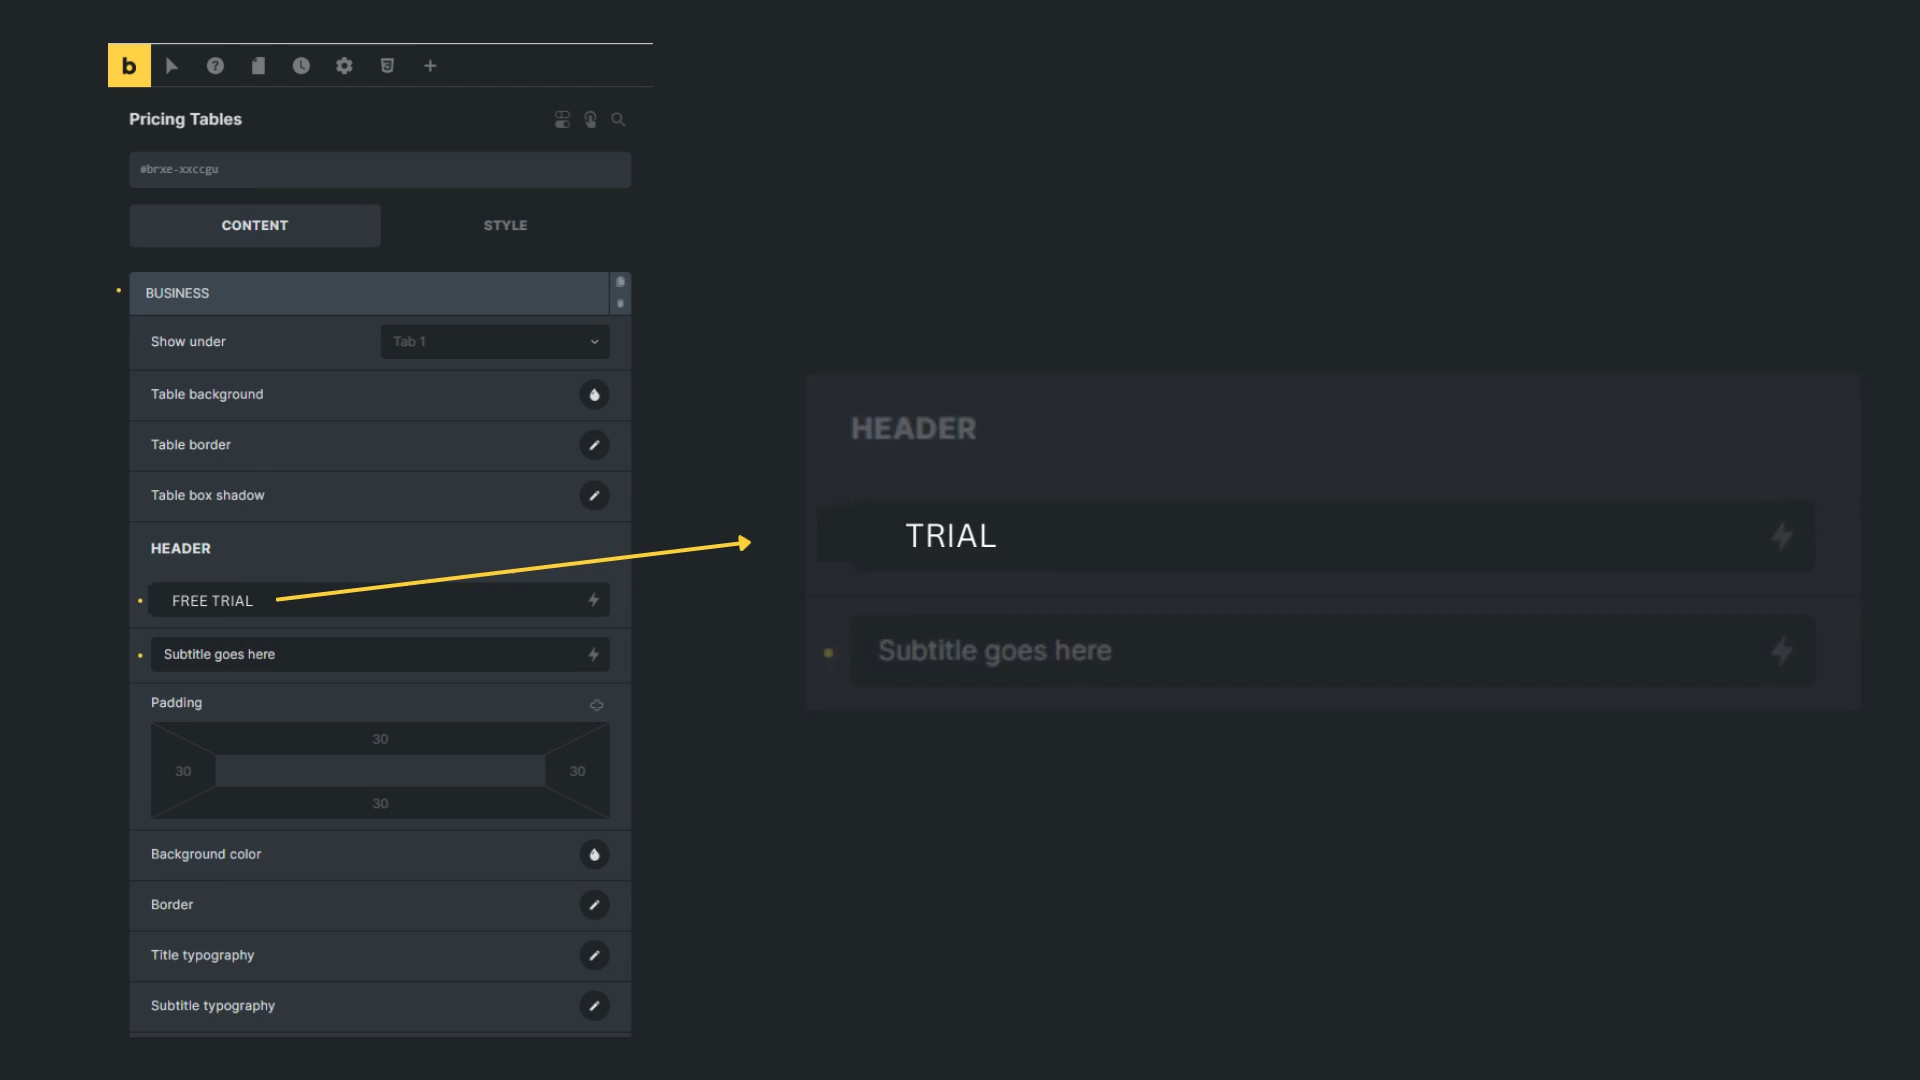 b
Pricing Tables
#brxe-xxccgu
CONTENT
STYLE
BUSINESS
Show under
Tab 1
Table background
Table border
Table box shadow
HEADER
FREE TRIAL
Subtitle goes here
Padding
30
30
30
30
Background color
Border
Title typography
Subtitle typography
HEADER
TRIAL
Subtitle goes here